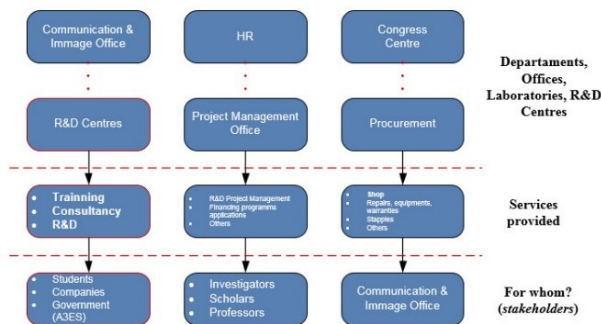 Communication &
Immage Office
HR
Congress
Centre
Departaments,
Offices,
Laboratories, R&D
Centres
R&D Centres
Project Management
Office
Procurement
• Trainning
• Consultancy
• R&D
• R&D Project Management
• Financing programma
applications
• Others
• Shop
• Repairs, equipments,
warranties
• Stapples
• Others
Services
provided
• Students
• Companies
• Government
(A3ES)
• Investigators
• Scholars
• Professors
Communication &
Immage Office
For whom?
(stakeholders)